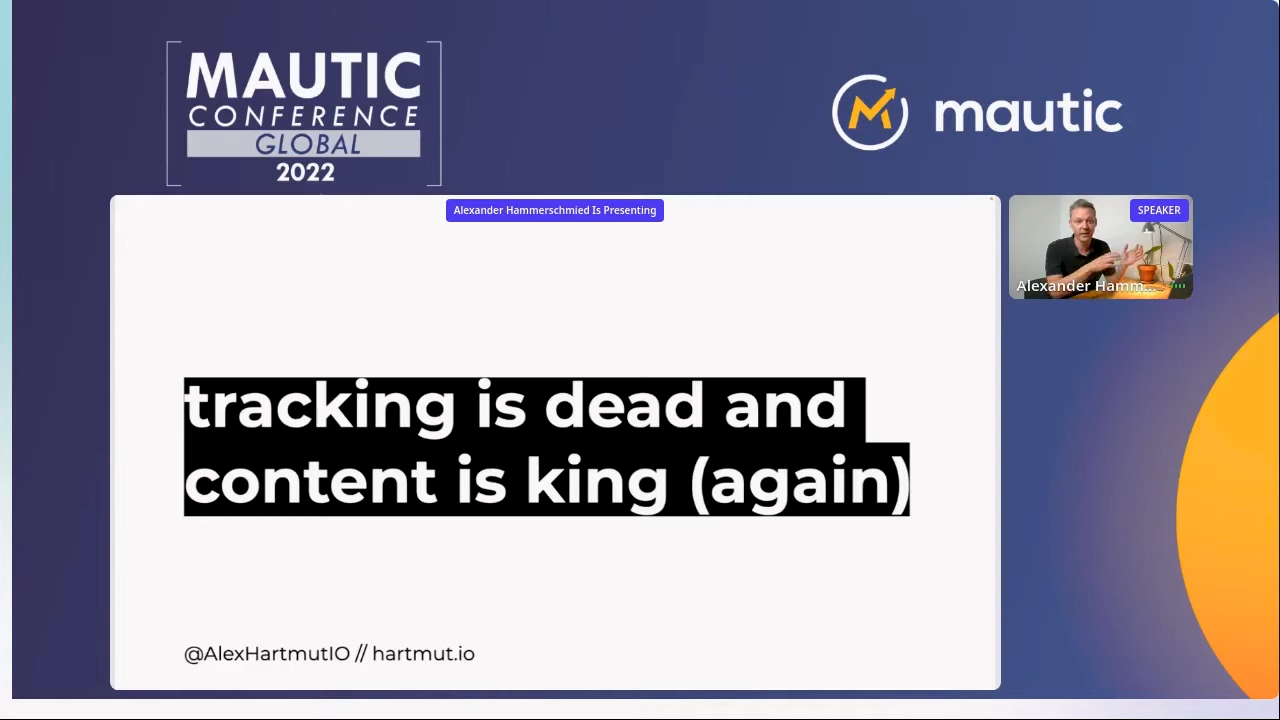 MAUTIC
CONFERENCE
GLOBAL
2022
mautic
Alexander Hammerschmied Is Presenting
SPEAKER
Alexander Hamm...
tracking is dead and
content is king (again)
@AlexHartmutIO // hartmut.io